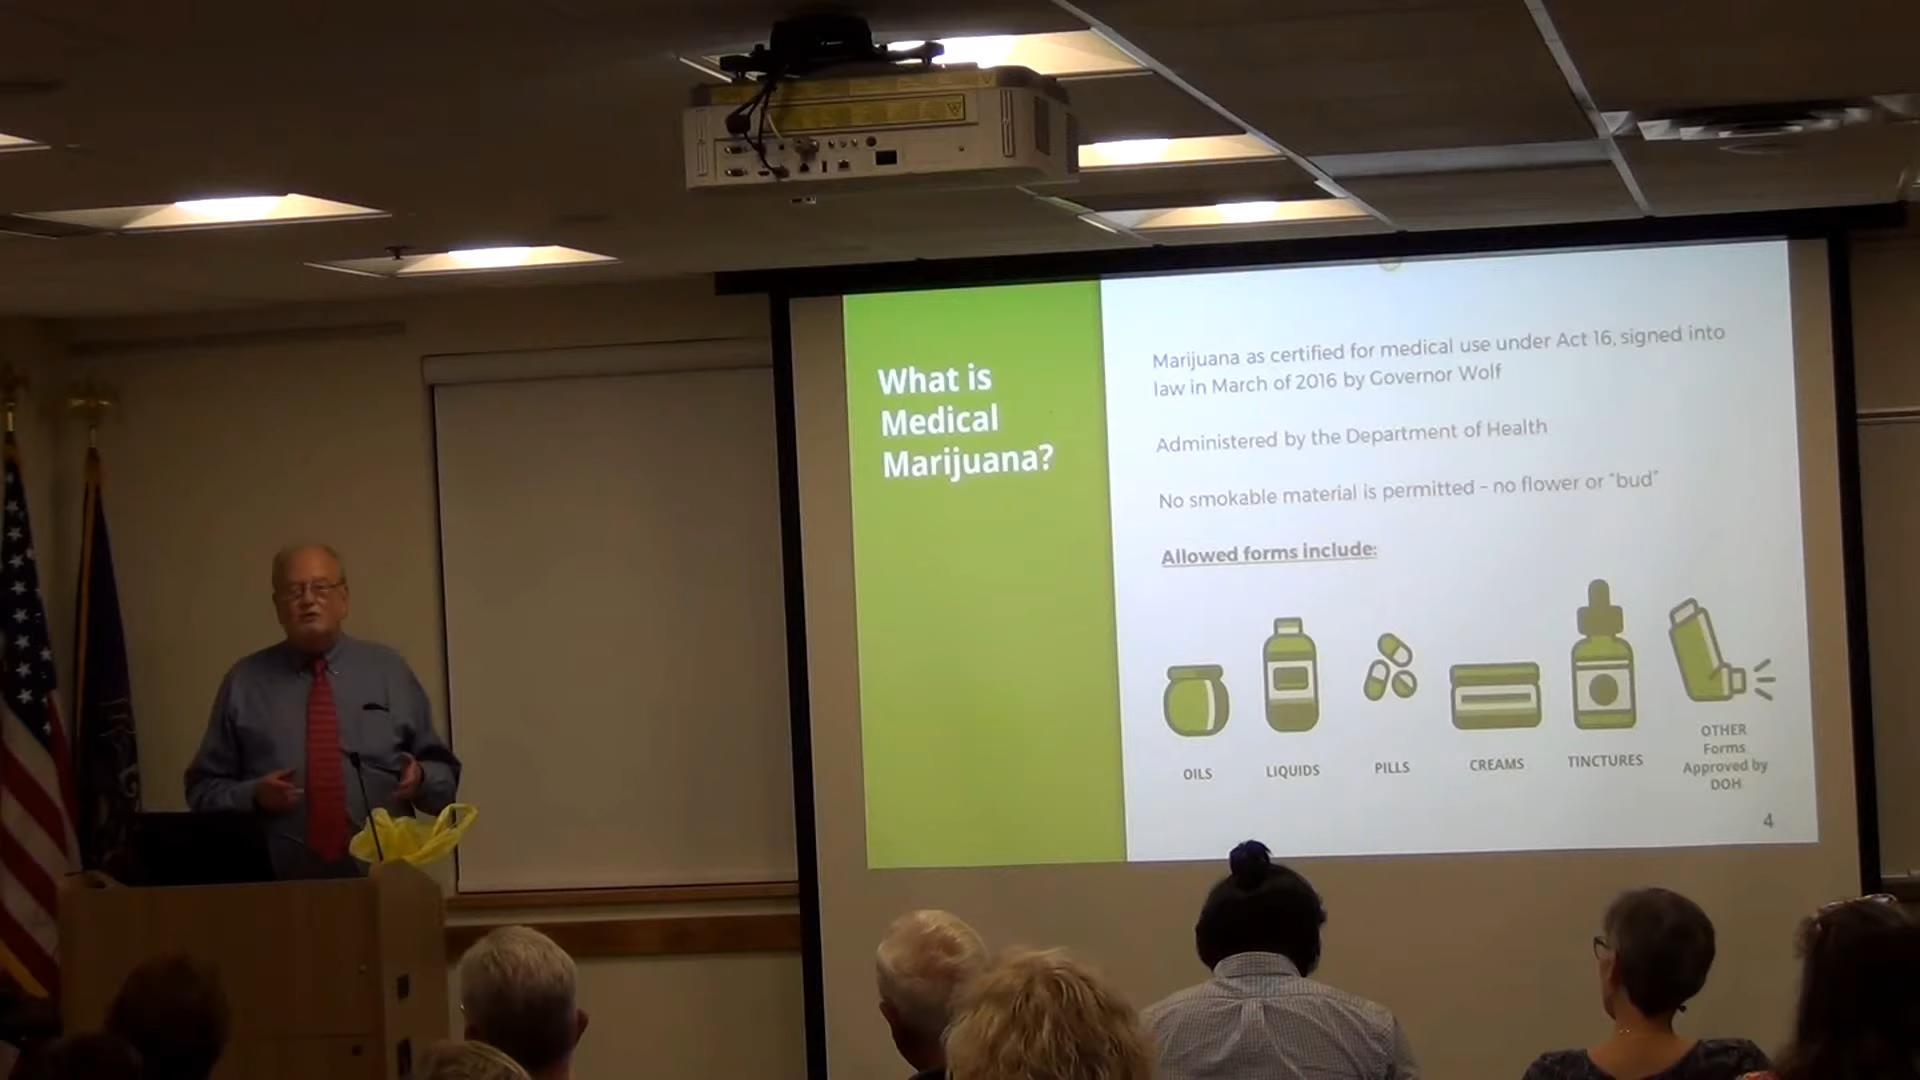 What is
Medical
Marijuana?
Marijuana as certified for medical use under Act 16, signed into
law in March of 2016 by Governor Wolf
Administered by the Department of Health
No smokable material is permitted – no flower or “bud”
Allowed forms include:
OILS
LIQUIDS
PILLS
CREAMS
TINCTURES
OTHER
Forms
Approved by
DOH
4